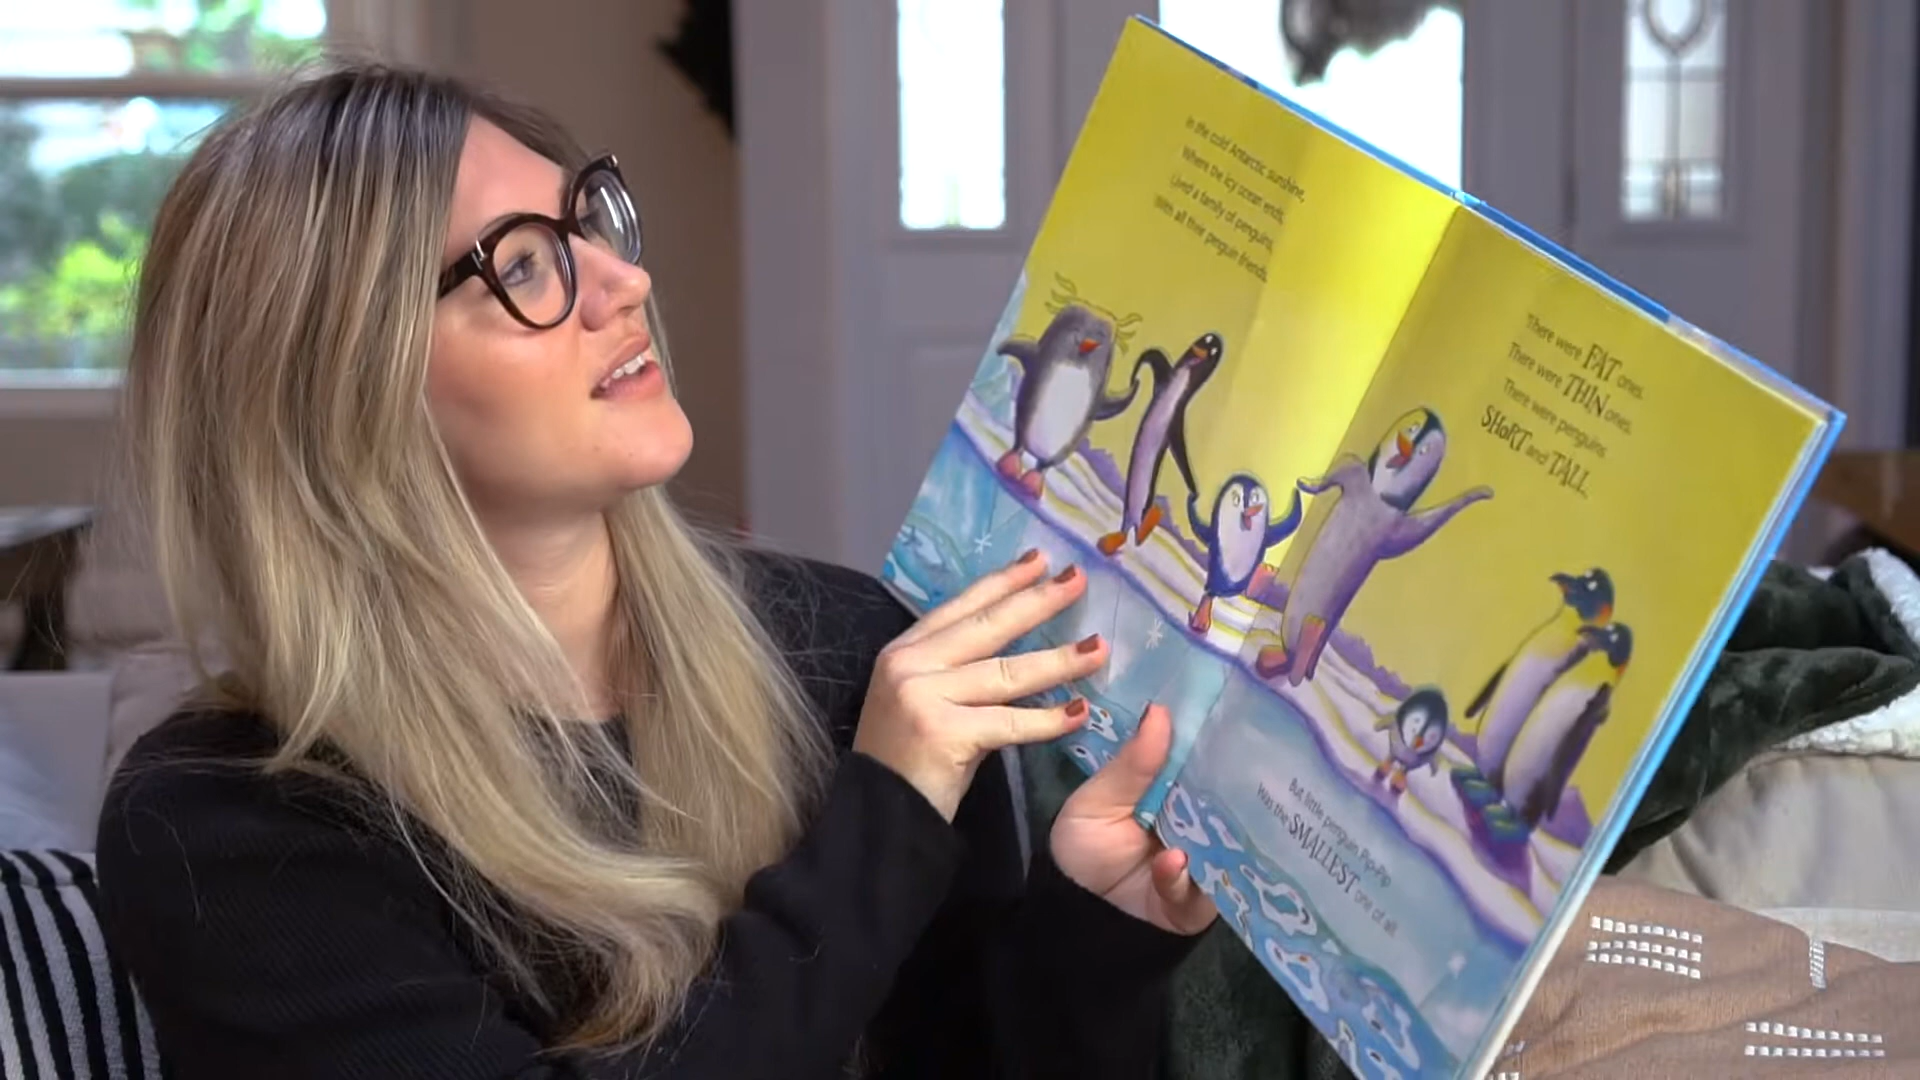 In the cold Antarctic sunshine,
Where the icy ocean ends,
Lived a family of penguins,
With all their penguin friends.
There were FAT ones.
There were THIN ones.
There were penguins
SHORT and TALL.
But little penguin Pip-Pip
Was the SMALLEST one of all.